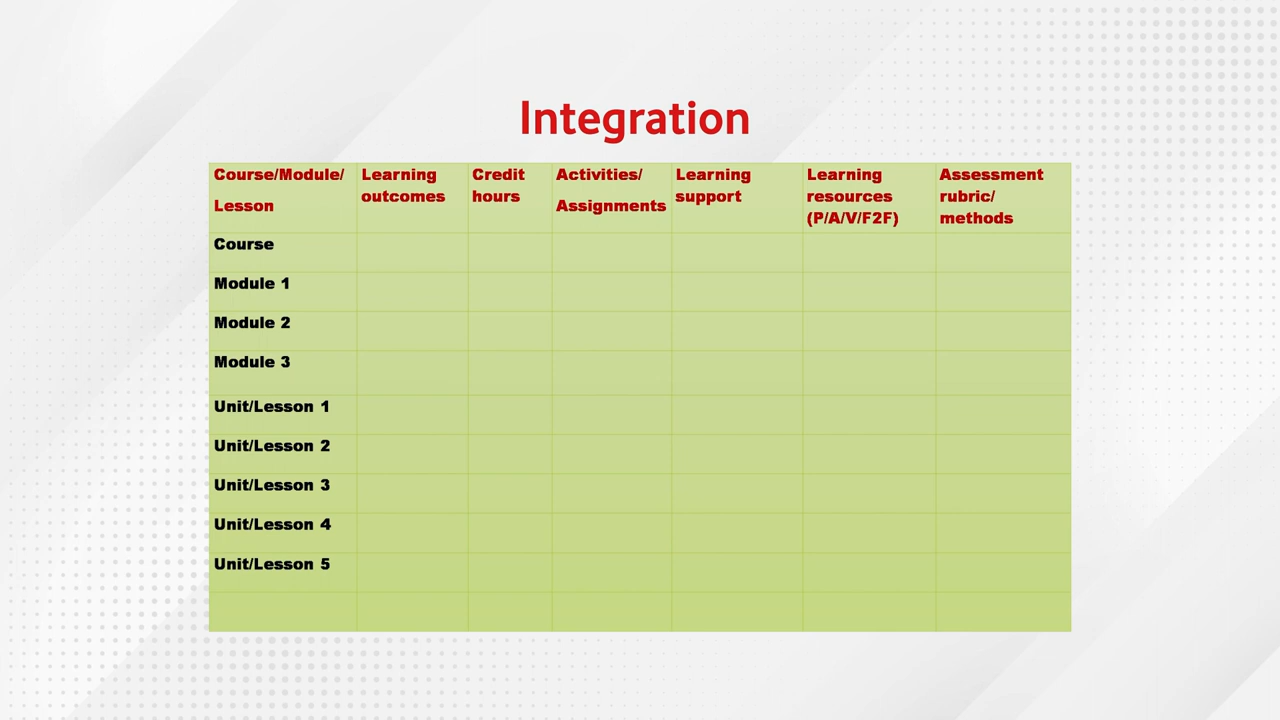 Integration
Course/Module/
Lesson
Learning
outcomes
Credit
hours
Activities/
Assignments
Learning
support
Learning
resources
(P/A/V/F2F)
Assessment
rubric/
methods
Course
Module 1
Module 2
Module 3
Unit/Lesson 1
Unit/Lesson 2
Unit/Lesson 3
Unit/Lesson 4
Unit/Lesson 5